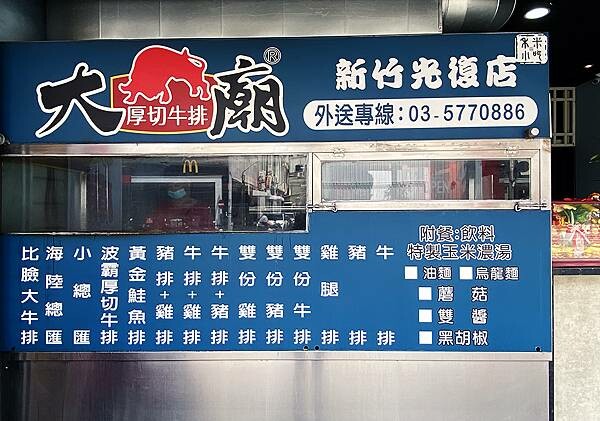 大廟®
厚切牛排
新竹光復店
外送專線：03-5770886
牛排
豬排
雞腿排
雙份牛排
雙份豬排
雙份雞排
牛排+豬排
牛排+雞排
豬排+雞排
黃金鮭魚排
波霸厚切牛排
小總匯
海陸總匯
比臉大牛排
附餐:飲料
特製玉米濃湯
油麵 烏龍麵
蘑菇
雙醬
黑胡椒